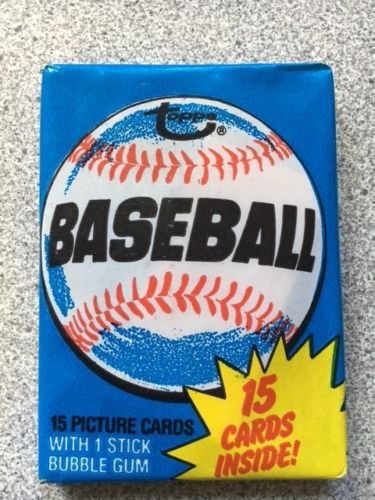 topps®
BASEBALL
15 PICTURE CARDS
WITH 1 STICK
BUBBLE GUM
15
CARDS
INSIDE!